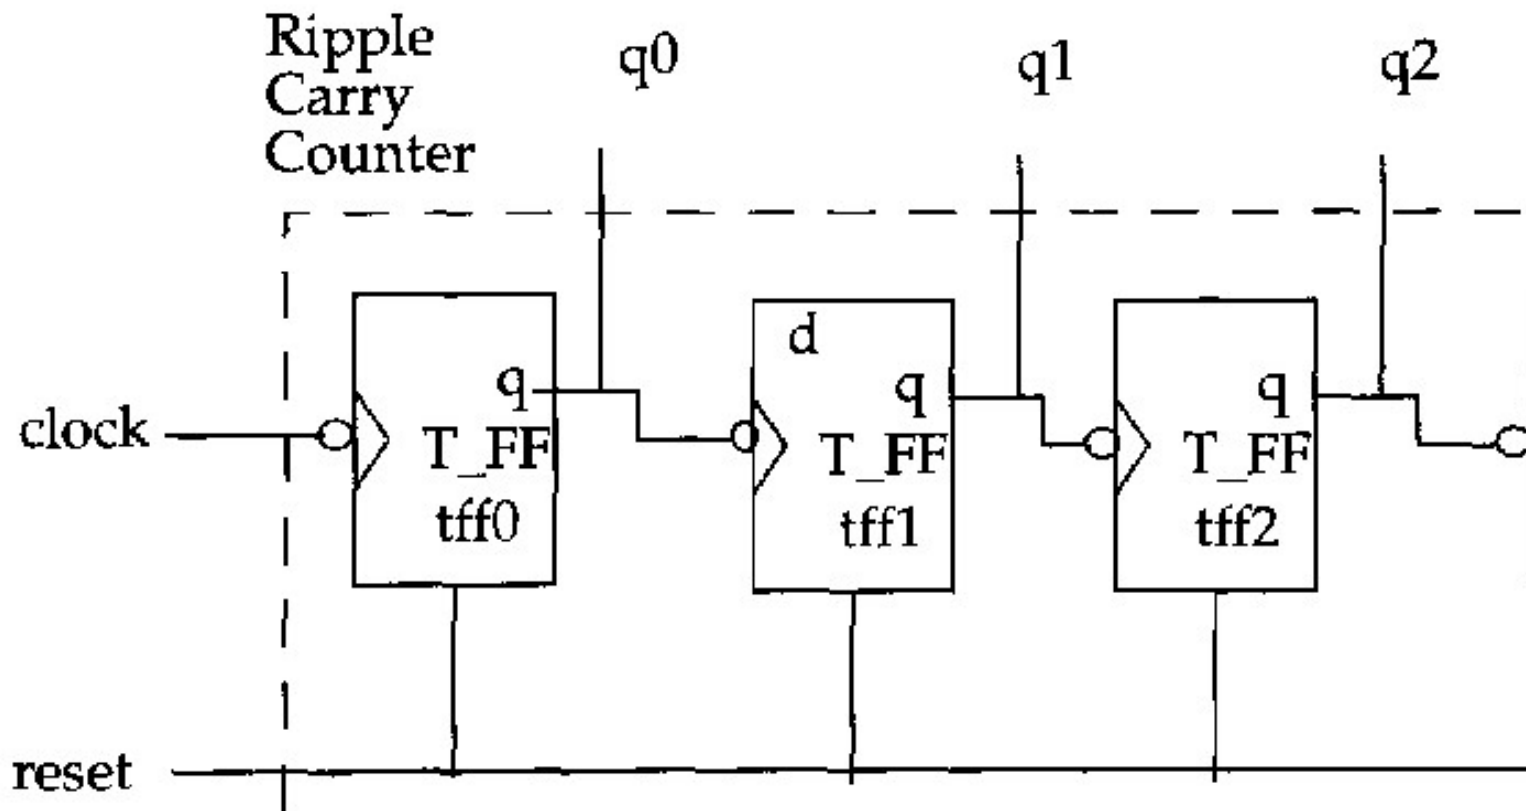 Ripple
Carry
Counter
q0
q1
q2
d
q
q
q
clock
T_FF
T_FF
T_FF
tff0
tff1
tff2
reset